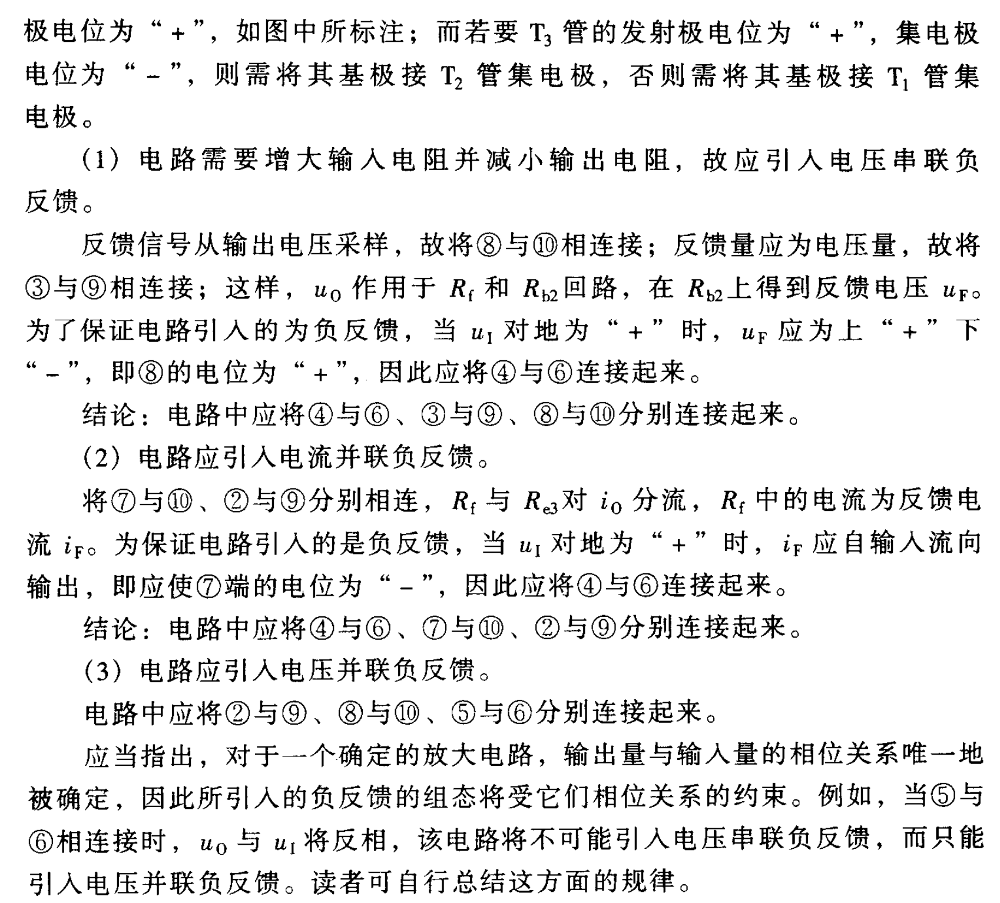 极电位为“+”，如图中所标注；而若要 T₃ 管的发射极电位为“+”，集电极
电位为“-”，则需将其基极接 T₂ 管集电极，否则需将其基极接 T₁ 管集
电极。
（1）电路需要增大输入电阻并减小输出电阻，故应引入电压串联负
反馈。
反馈信号从输出电压采样，故将⑧与⑩相连接；反馈量应为电压量，故将
③与⑨相连接；这样，u_O 作用于 R_f 和 R_b2回路，在 R_b2上得到反馈电压 u_F。
为了保证电路引入的为负反馈，当 u_I 对地为“+”时，u_F 应为上“+”下
“-”，即⑧的电位为“+”，因此应将④与⑥连接起来。
结论：电路中应将④与⑥、③与⑨、⑧与⑩分别连接起来。
（2）电路应引入电流并联负反馈。
将⑦与⑩、②与⑨分别相连，R_f 与 R_e3对 i_O 分流，R_f 中的电流为反馈电
流 i_F。为保证电路引入的是负反馈，当 u_I 对地为“+”时，i_F 应自输入流向
输出，即应使⑦端的电位为“-”，因此应将④与⑥连接起来。
结论：电路中应将④与⑥、⑦与⑩、②与⑨分别连接起来。
（3）电路应引入电压并联负反馈。
电路中应将②与⑨、⑧与⑩、⑤与⑥分别连接起来。
应当指出，对于一个确定的放大电路，输出量与输入量的相位关系唯一地
被确定，因此所引入的负反馈的组态将受它们相位关系的约束。例如，当⑤与
⑥相连接时，u_O 与 u_I 将反相，该电路将不可能引入电压串联负反馈，而只能
引入电压并联负反馈。读者可自行总结这方面的规律。